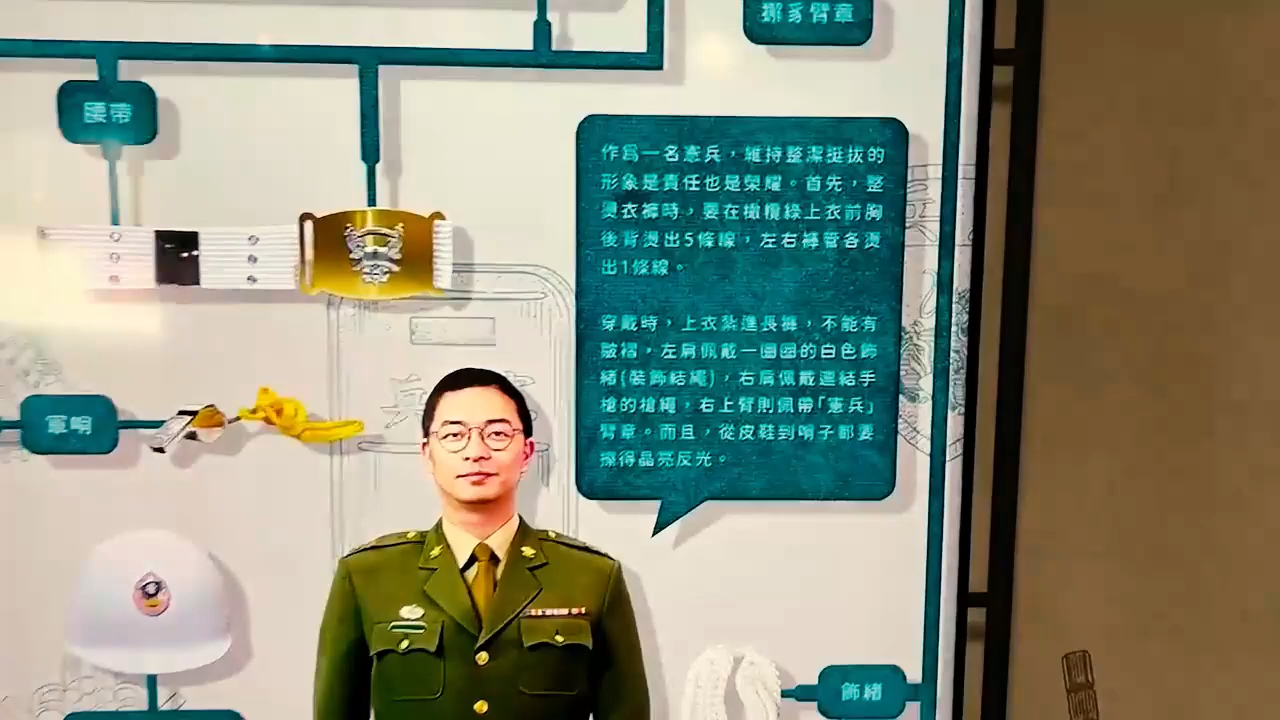 獬豸臂章
腰帶
作為一名憲兵，維持整潔挺拔的
形象是責任也是榮耀。首先，整
燙衣褲時，要在橄欖綠上衣前胸
後背燙出5條線，左右褲管各燙
出1條線。
穿戴時，上衣紮進長褲，不能有
皺褶，左肩佩戴一圈圈的白色飾
緒(裝飾結繩)，右肩佩戴連結手
槍的槍繩，右上臂則佩帶「憲兵」
臂章。而且，從皮鞋到哨子都要
擦得晶亮反光。
軍哨
飾緒